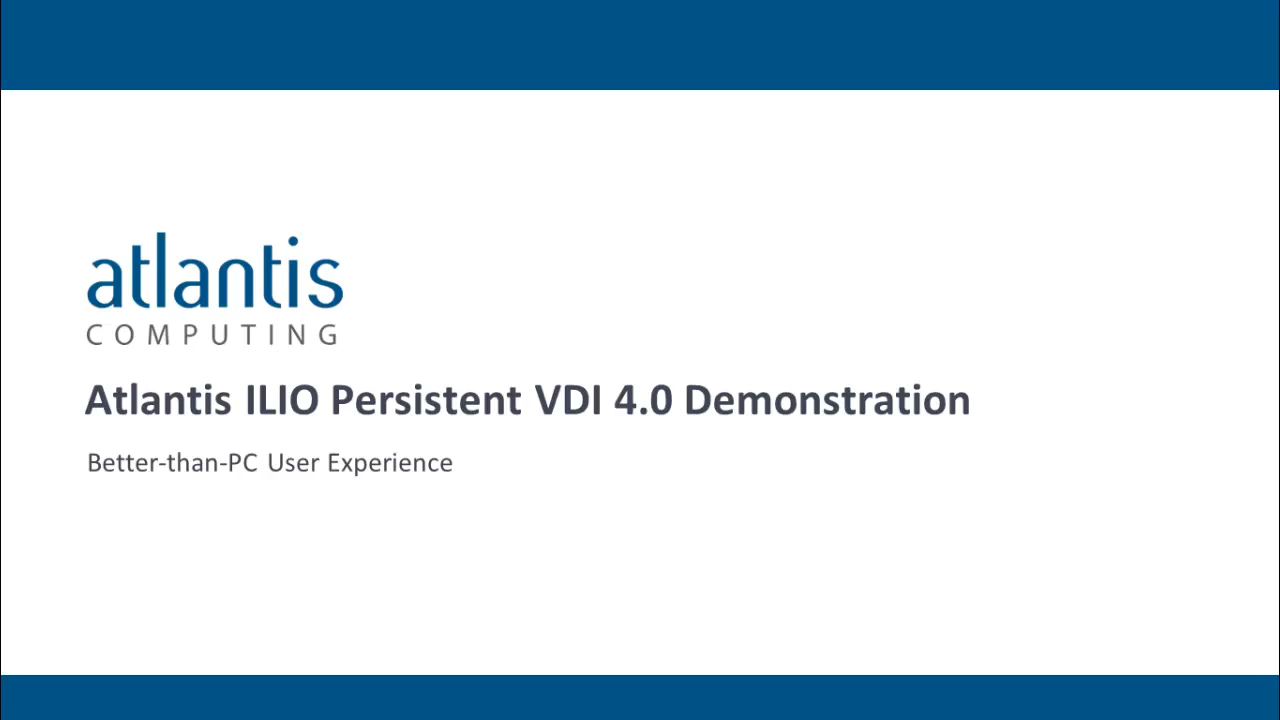 atlantis
COMPUTING
Atlantis ILIO Persistent VDI 4.0 Demonstration
Better-than-PC User Experience